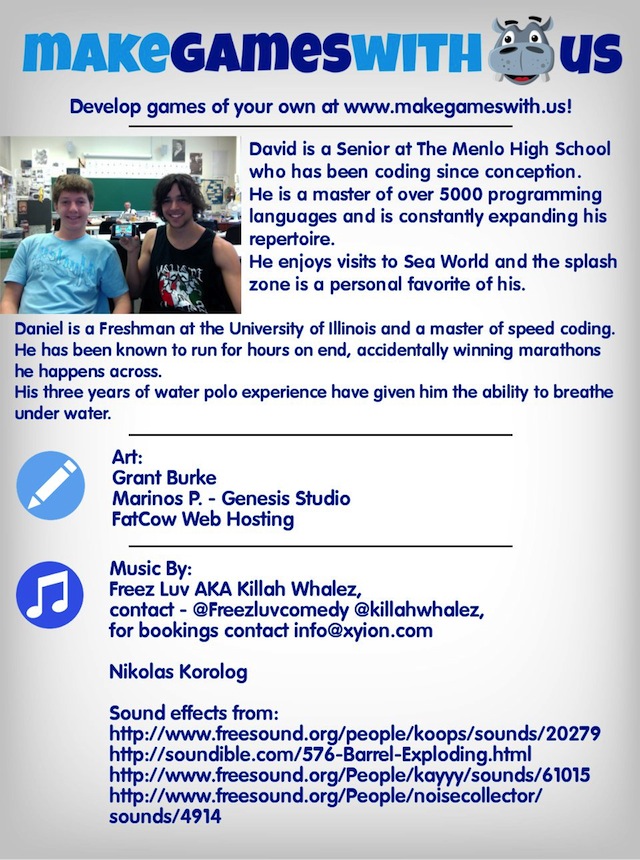 makeGameswith us
Develop games of your own at www.makegameswith.us!
David is a Senior at The Menlo High School
who has been coding since conception.
He is a master of over 5000 programming
languages and is constantly expanding his
repertoire.
He enjoys visits to Sea World and the splash
zone is a personal favorite of his.
Daniel is a Freshman at the University of Illinois and a master of speed coding.
He has been known to run for hours on end, accidentally winning marathons
he happens across.
His three years of water polo experience have given him the ability to breathe
under water.
Art:
Grant Burke
Marinos P. - Genesis Studio
FatCow Web Hosting
Music By:
Freez Luv AKA Killah Whalez,
contact - @Freezluvcomedy @killahwhalez,
for bookings contact info@xyion.com
Nikolas Korolog
Sound effects from:
http://www.freesound.org/people/koops/sounds/20279
http://soundible.com/576-Barrel-Exploding.html
http://www.freesound.org/People/kayyy/sounds/61015
http://www.freesound.org/People/noisecollector/
sounds/4914